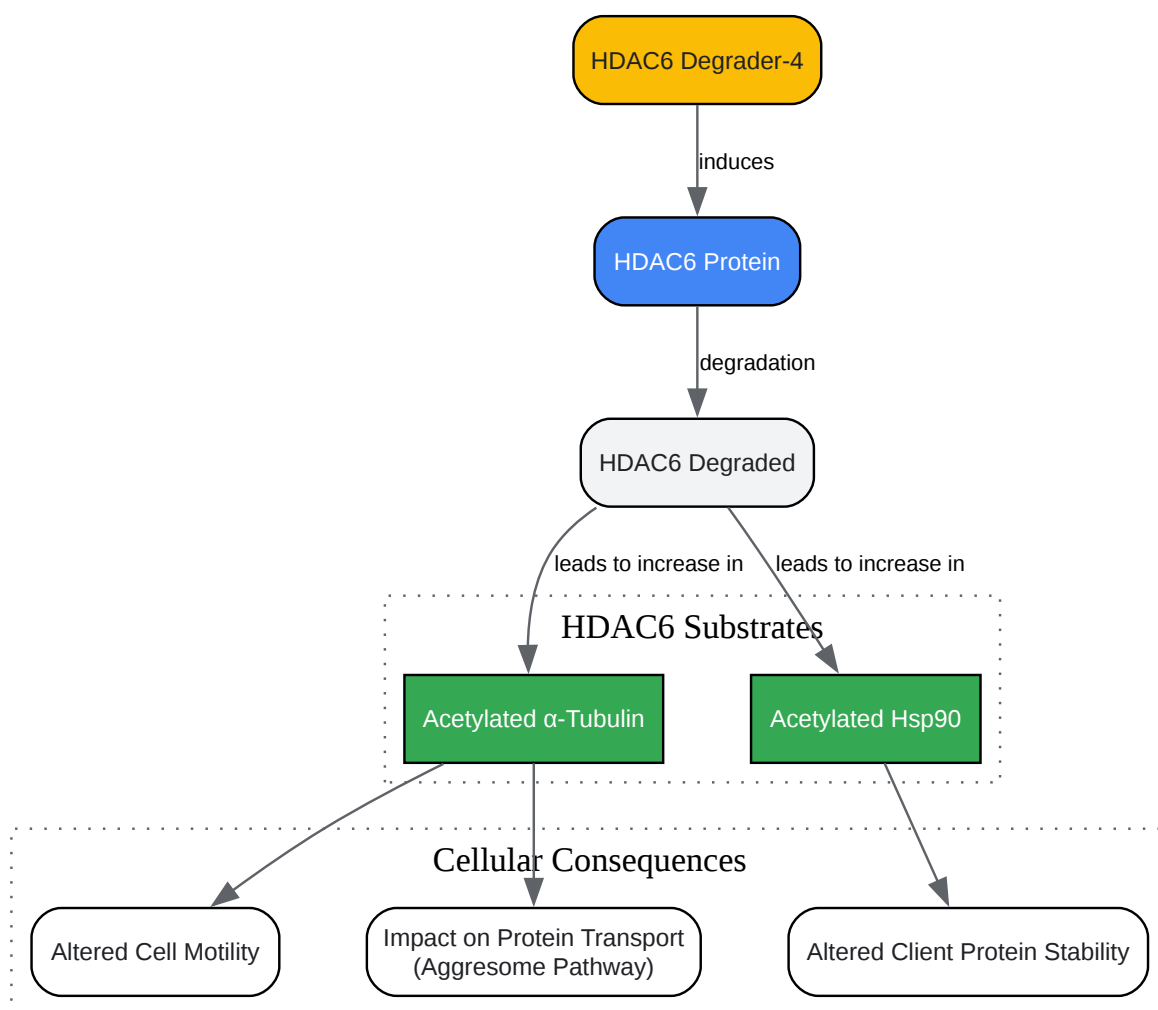 HDAC6 Degrader-4
induces
HDAC6 Protein
degradation
HDAC6 Degraded
leads to increase in
leads to increase in
HDAC6 Substrates
Acetylated α-Tubulin
Acetylated Hsp90
Cellular Consequences
Altered Cell Motility
Impact on Protein Transport
(Aggresome Pathway)
Altered Client Protein Stability